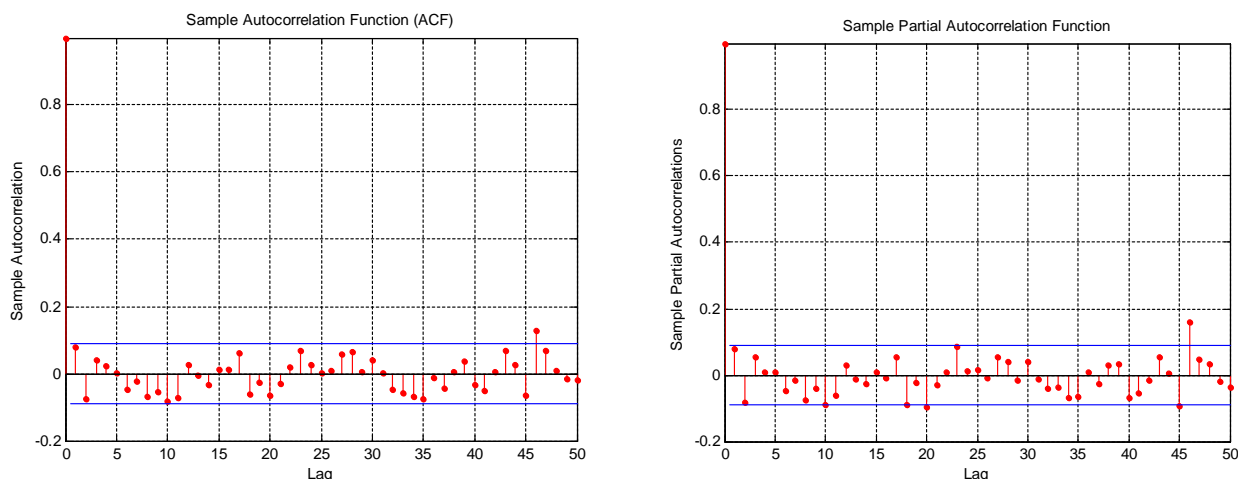 Sample Autocorrelation Function (ACF)
Sample Autocorrelation
0.8
0.6
0.4
0.2
0
-0.2
0 5 10 15 20 25 30 35 40 45 50
Lag
Sample Partial Autocorrelation Function
Sample Partial Autocorrelations
0.8
0.6
0.4
0.2
0
-0.2
0 5 10 15 20 25 30 35 40 45 50
Lag